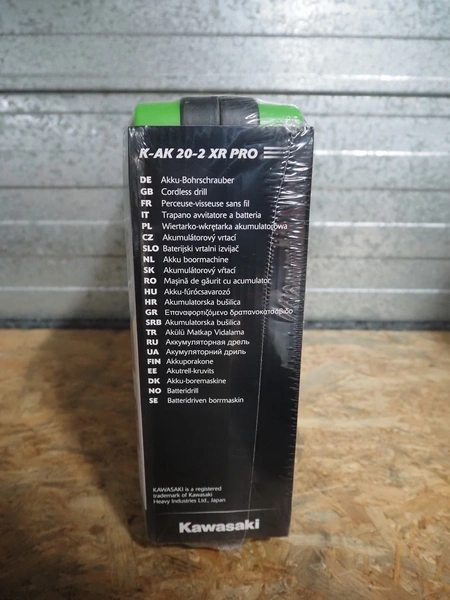 K-AK 20-2 XR PRO
DE Akku-Bohrschrauber
GB Cordless drill
FR Perceuse-visseuse sans fil
IT Trapano avvitatore a batteria
PL Wiertarko-wkrętarka akumulatorowa
CZ Akumulátorový vrtací
SLO Baterijski vrtalni izvijač
NL Akku boormachine
SK Akumulátorový vŕtací
RO Maşină de găurit cu acumulator
HU Akku-fúrócsavarozó
HR Akumulatorska bušilica
GR Επαναφορτιζόμενο δραπανοκατσάβιδο
SRB Akumulatorska bušilica
TR Akülü Matkap Vidalama
RU Аккумуляторная дрель
UA Акумуляторний дриль
FIN Akkuporakone
EE Akutrell-kruvits
DK Akku-boremaskine
NO Batteridrill
SE Batteridriven borrmaskin
KAWASAKI is a registered
trademark of Kawasaki
Heavy Industries Ltd., Japan
Kawasaki